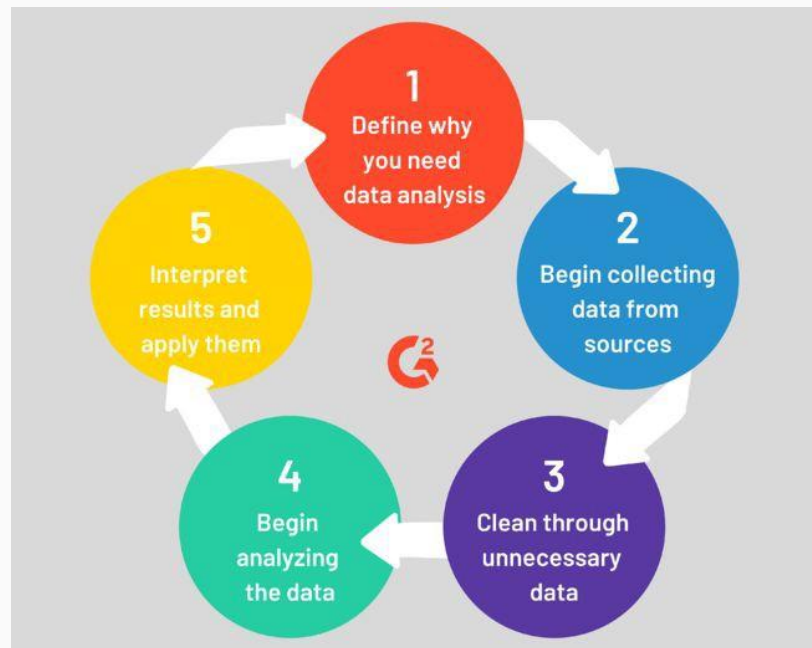 1
Define why
you need
data analysis
2
Begin collecting
data from
sources
3
Clean through
unnecessary
data
4
Begin
analyzing
the data
5
Interpret
results and
apply them
G2